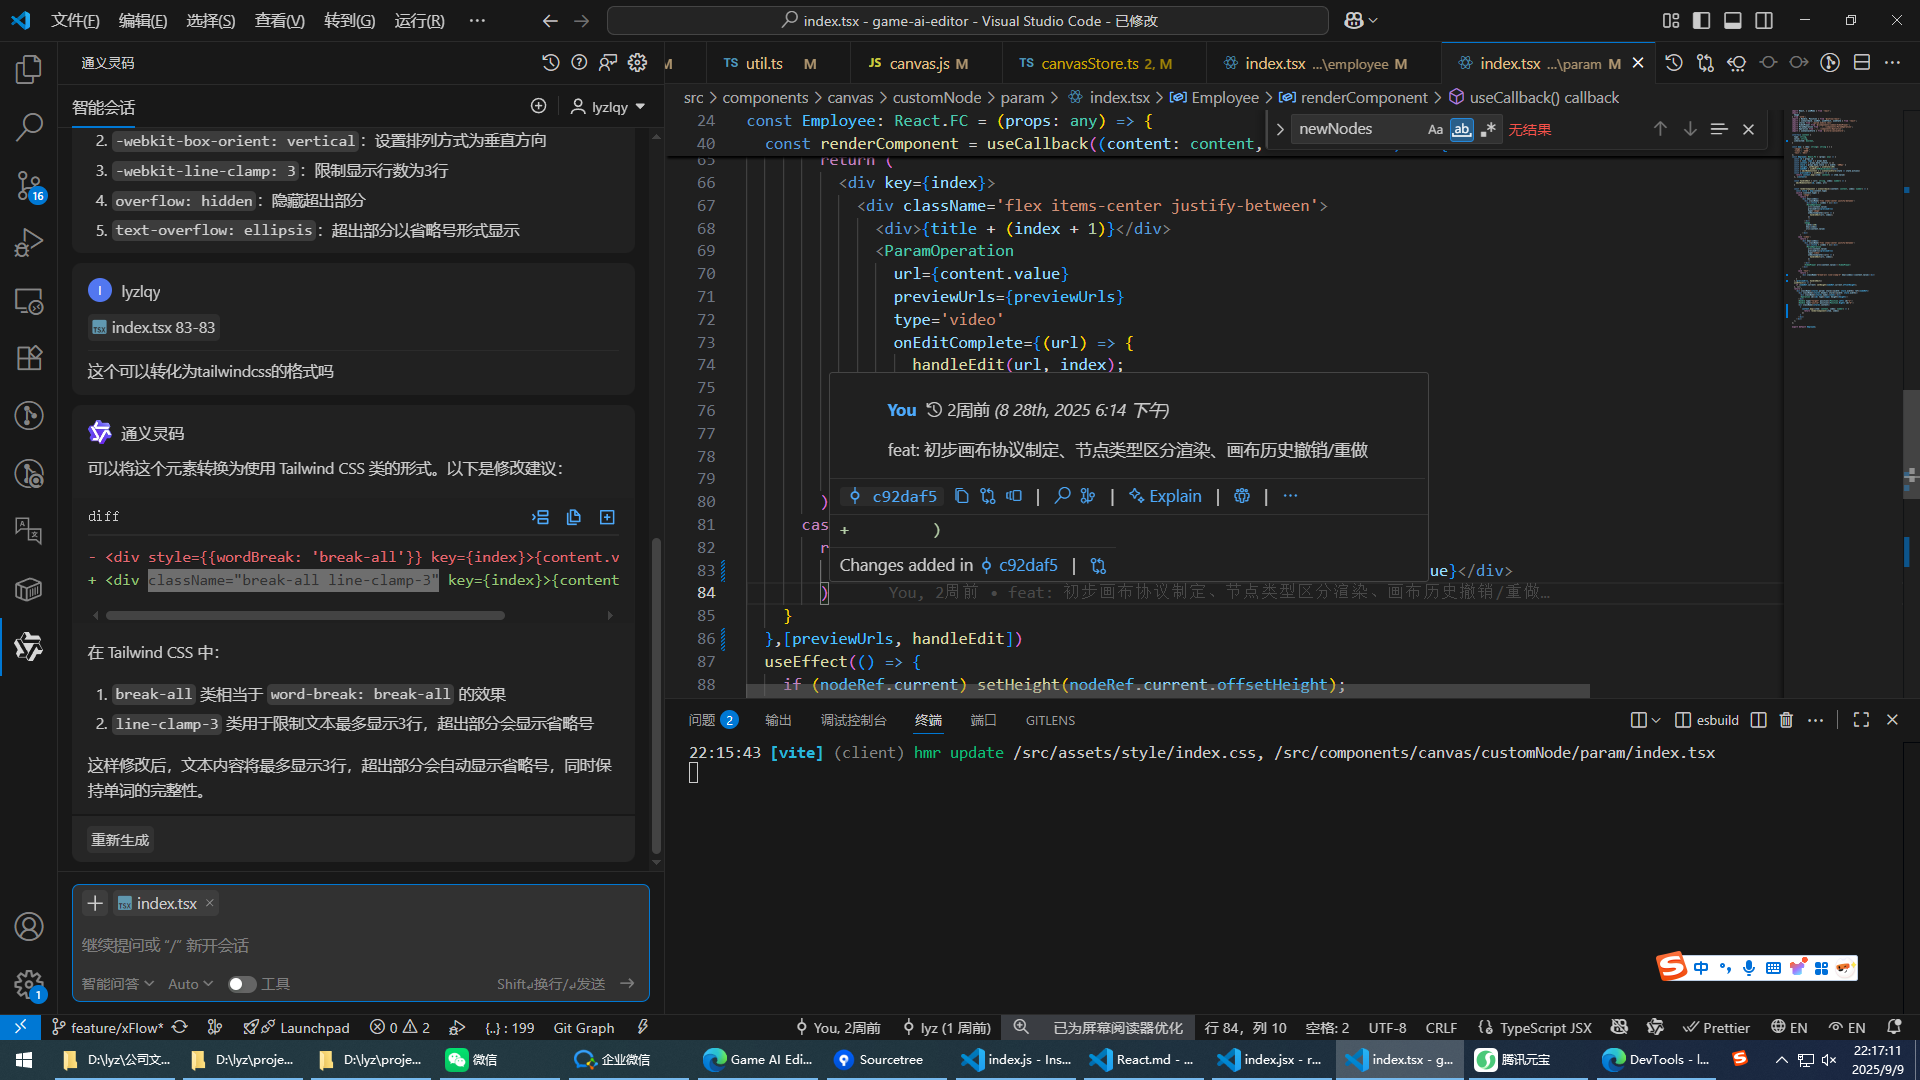 文件(F) 编辑(E) 选择(S) 查看(V) 转到(G) 运行(R) ···
index.tsx - game-ai-editor - Visual Studio Code - 已修改
通义灵码
智能会话
lyzlqy
2. -webkit-box-orient: vertical：设置排列方式为垂直方向
3. -webkit-line-clamp: 3：限制显示行数为3行
4. overflow: hidden：隐藏超出部分
5. text-overflow: ellipsis：超出部分以省略号形式显示
lyzlqy
index.tsx 83-83
这个可以转化为tailwindcss的格式吗
通义灵码
可以将这个元素转换为使用 Tailwind CSS 类的形式。以下是修改建议：
diff
- <div style={{wordBreak: 'break-all'}} key={index}>{content.v
+ <div className="break-all line-clamp-3" key={index}>{content
在 Tailwind CSS 中：
1. break-all 类相当于 word-break: break-all 的效果
2. line-clamp-3 类用于限制文本最多显示3行，超出部分会显示省略号
这样修改后，文本内容将最多显示3行，超出部分会自动显示省略号，同时保
持单词的完整性。
重新生成
index.tsx
继续提问或 “/” 新开会话
智能问答 Auto 工具 Shift↲换行/↲发送
M
TS util.ts M
JS canvas.js M
TS canvasStore.ts 2, M
index.tsx ...\employee M
index.tsx ...\param M
src > components > canvas > customNode > param > index.tsx > Employee > renderComponent > useCallback() callback
newNodes Aa ab 无结果
24 const Employee: React.FC = (props: any) => {
40 const renderComponent = useCallback((content: content,
65 return (
66 <div key={index}>
67 <div className='flex items-center justify-between'>
68 <div>{title + (index + 1)}</div>
69 <ParamOperation
70 url={content.value}
71 previewUrls={previewUrls}
72 type='video'
73 onEditComplete={(url) => {
74 handleEdit(url, index);
75
76
77
78
79
80 )
81 cas
82 r
83 ue}</div>
84 ) You, 2周前 • feat: 初步画布协议制定、节点类型区分渲染、画布历史撤销/重做…
85 }
86 },[previewUrls, handleEdit])
87 useEffect(() => {
88 if (nodeRef.current) setHeight(nodeRef.current.offsetHeight);
You 2周前 (8 28th, 2025 6:14 下午)
feat: 初步画布协议制定、节点类型区分渲染、画布历史撤销/重做
c92daf5 | | Explain | | ···
+ )
Changes added in c92daf5 |
问题 2 输出 调试控制台 终端 端口 GITLENS
esbuild
22:15:43 [vite] (client) hmr update /src/assets/style/index.css, /src/components/canvas/customNode/param/index.tsx
16
1
中
feature/xFlow* Launchpad 0 2 {..} : 199 Git Graph
You, 2周前 lyz (1 周前) 已为屏幕阅读器优化 行 84，列 10 空格: 2 UTF-8 CRLF TypeScript JSX Prettier EN EN
D:\lyz\公司文... D:\lyz\proje... D:\lyz\proje... 微信 企业微信 Game AI Edi... Sourcetree index.js - Ins... React.md - ... index.jsx - r... index.tsx - g... 腾讯元宝 DevTools - l...
22:17:11
2025/9/9